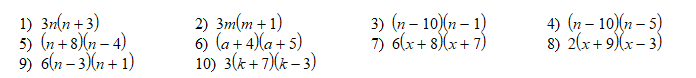 1) 3n(n + 3) 2) 3m(m + 1) 3) (n − 10)(n − 1) 4) (n − 10)(n − 5)
5) (n + 8)(n − 4) 6) (a + 4)(a + 5) 7) 6(x + 8)(x + 7) 8) 2(x + 9)(x − 3)
9) 6(n − 3)(n + 1) 10) 3(k + 7)(k − 3)